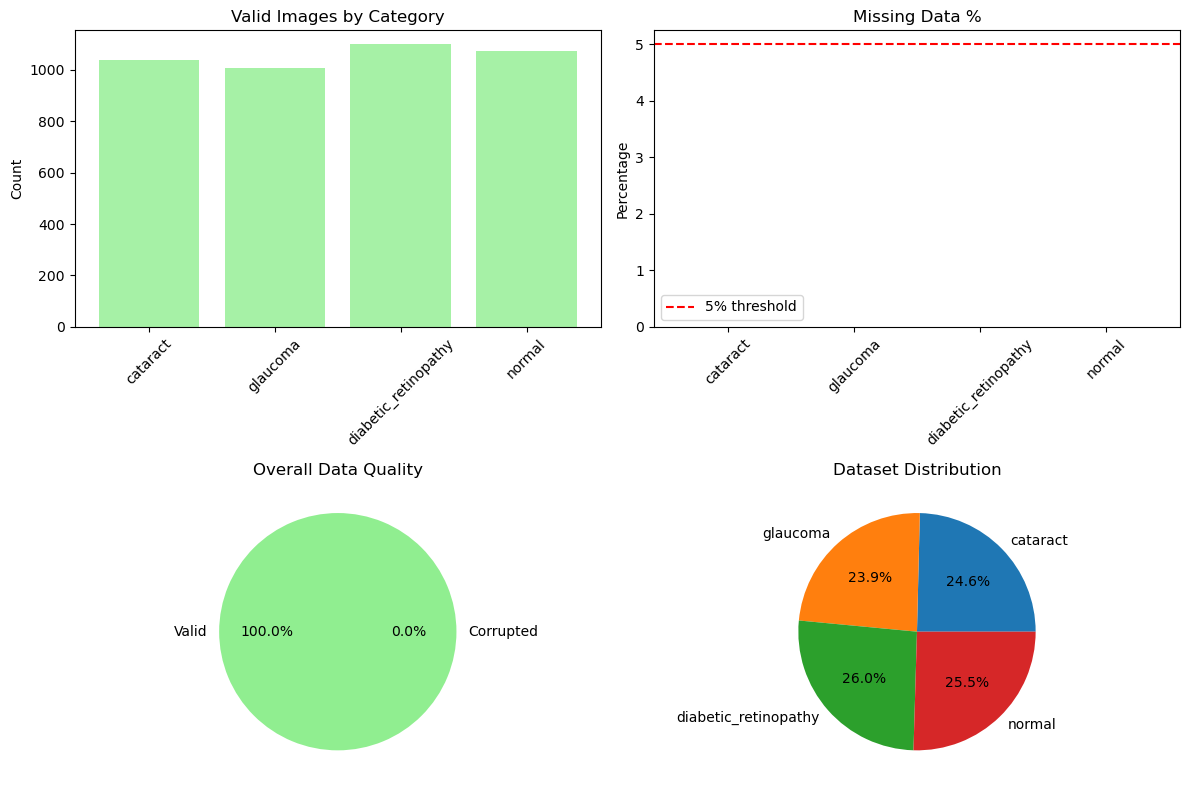 Valid Images by Category
Count
1000
800
600
400
200
0
cataract
glaucoma
diabetic_retinopathy
normal
Missing Data %
Percentage
5
4
3
2
1
0
5% threshold
cataract
glaucoma
diabetic_retinopathy
normal
Overall Data Quality
Valid
100.0%
0.0%
Corrupted
Dataset Distribution
glaucoma
cataract
23.9%
24.6%
26.0%
25.5%
diabetic_retinopathy
normal